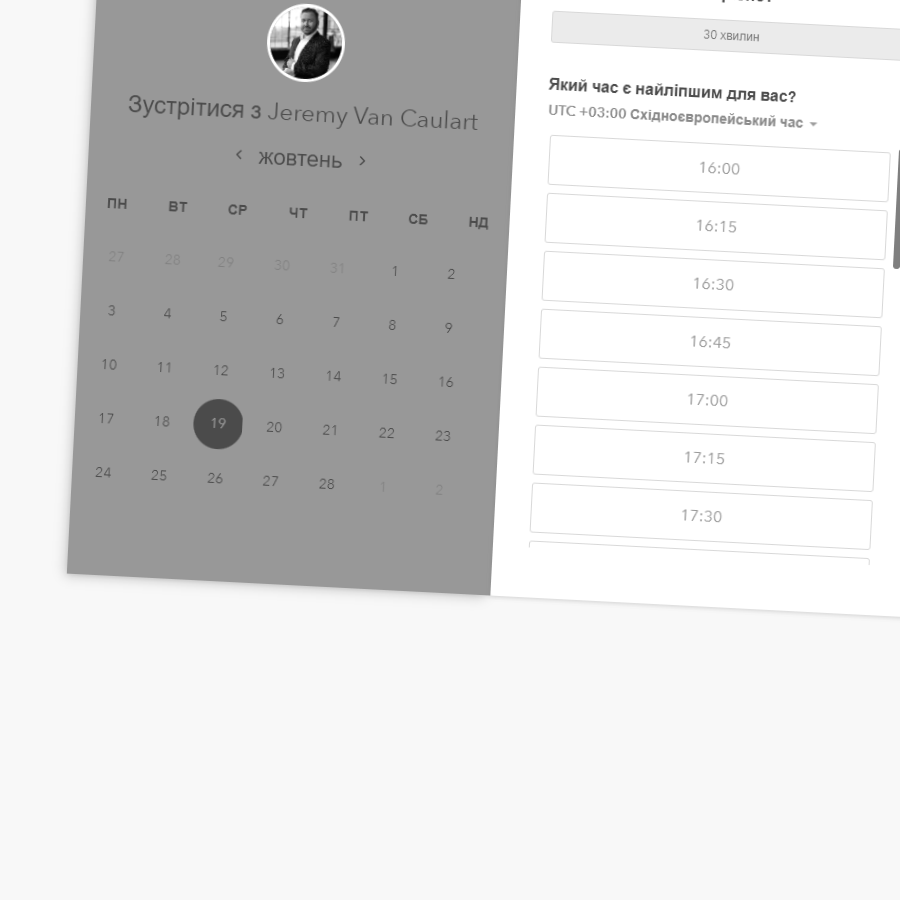 30 хвилин
Зустрітися з Jeremy Van Caulart
жовтень
ПН ВТ СР ЧТ ПТ СБ НД
27 28 29 30 31 1 2
3 4 5 6 7 8 9
10 11 12 13 14 15 16
17 18 19 20 21 22 23
24 25 26 27 28 1 2
Який час є найліпшим для вас?
UTC +03:00 Східноєвропейський час
16:00
16:15
16:30
16:45
17:00
17:15
17:30